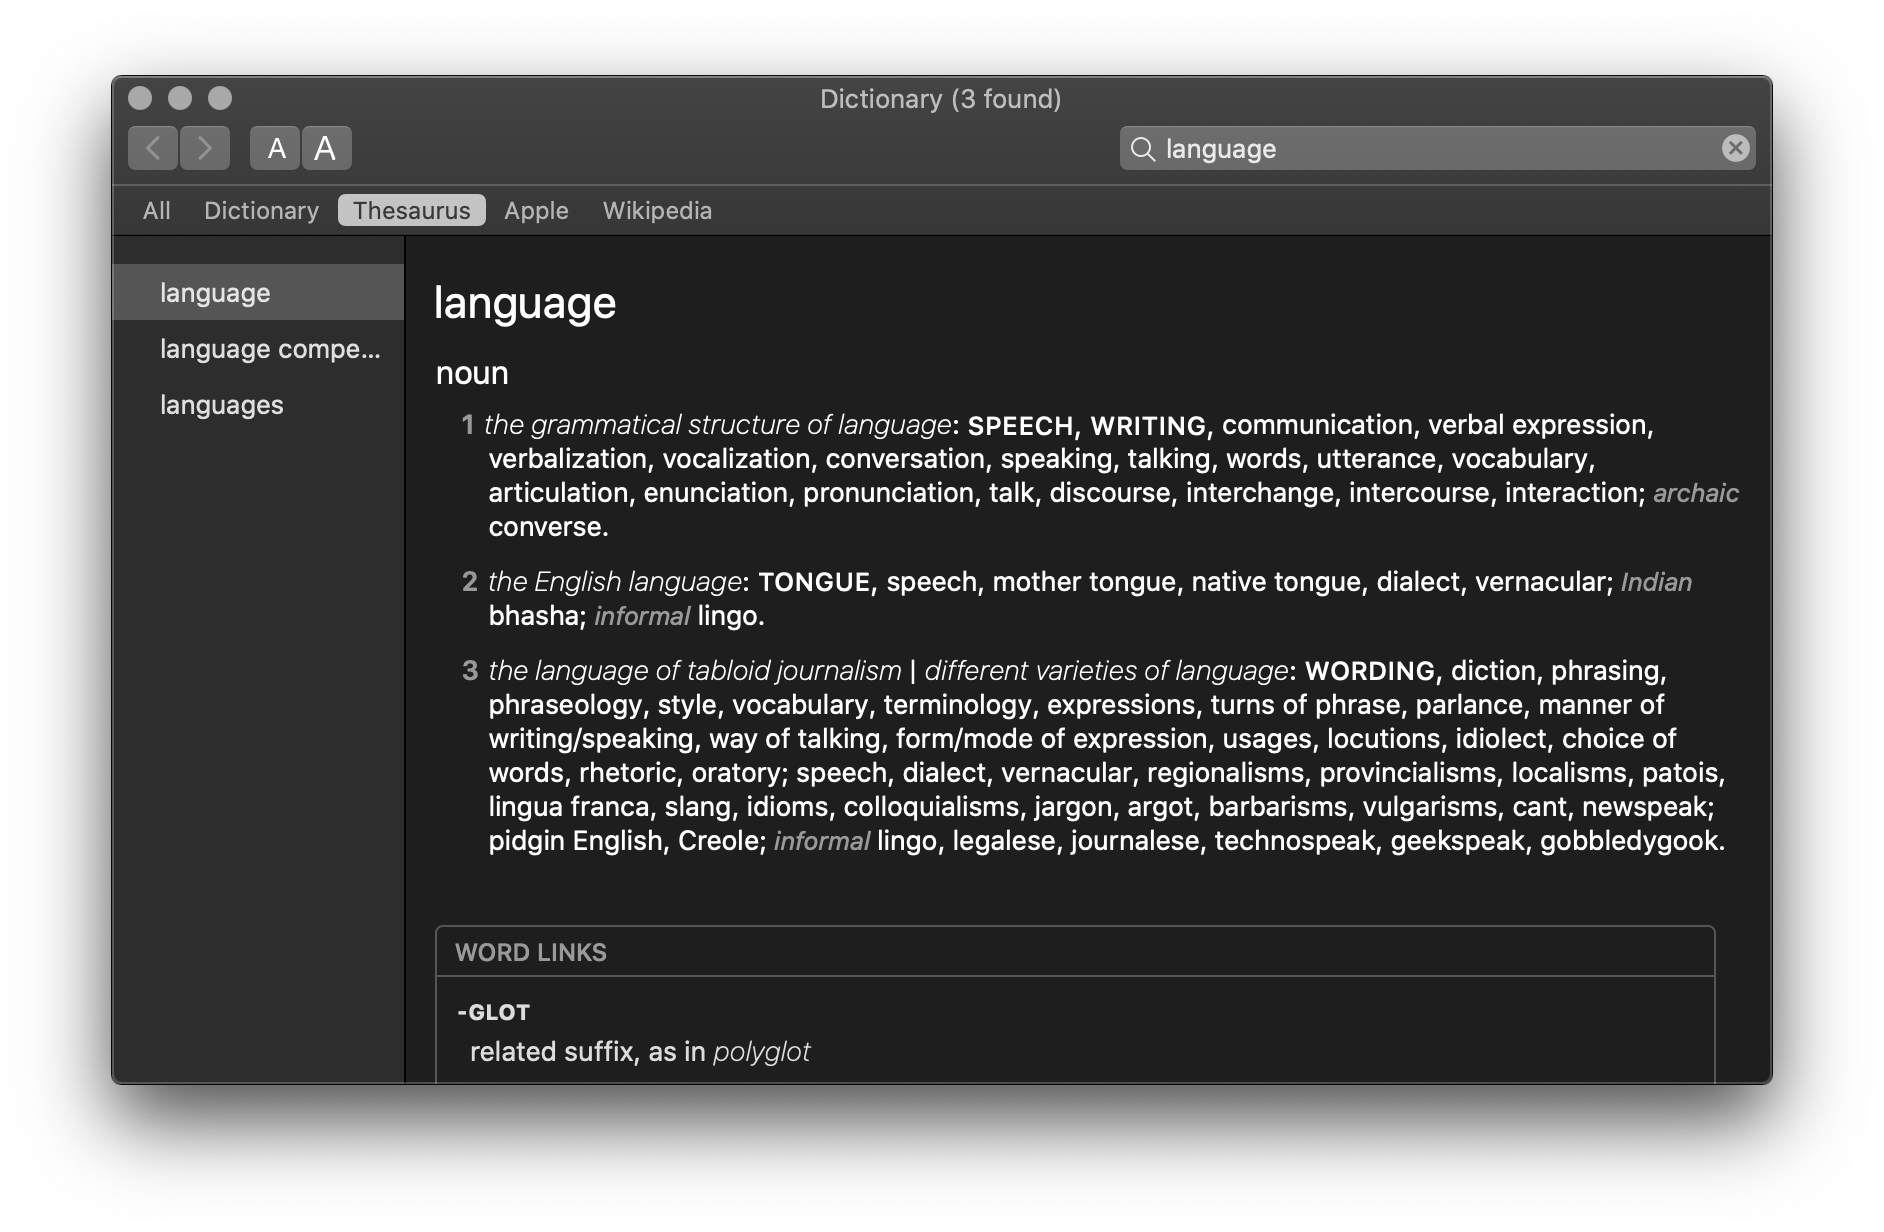 Dictionary (3 found)
A A
language
All Dictionary Thesaurus Apple Wikipedia
language
language compe...
languages
language
noun
1 the grammatical structure of language: SPEECH, WRITING, communication, verbal expression,
verbalization, vocalization, conversation, speaking, talking, words, utterance, vocabulary,
articulation, enunciation, pronunciation, talk, discourse, interchange, intercourse, interaction; archaic
converse.
2 the English language: TONGUE, speech, mother tongue, native tongue, dialect, vernacular; Indian
bhasha; informal lingo.
3 the language of tabloid journalism | different varieties of language: WORDING, diction, phrasing,
phraseology, style, vocabulary, terminology, expressions, turns of phrase, parlance, manner of
writing/speaking, way of talking, form/mode of expression, usages, locutions, idiolect, choice of
words, rhetoric, oratory; speech, dialect, vernacular, regionalisms, provincialisms, localisms, patois,
lingua franca, slang, idioms, colloquialisms, jargon, argot, barbarisms, vulgarisms, cant, newspeak;
pidgin English, Creole; informal lingo, legalese, journalese, technospeak, geekspeak, gobbledygook.
WORD LINKS
-GLOT
related suffix, as in polyglot